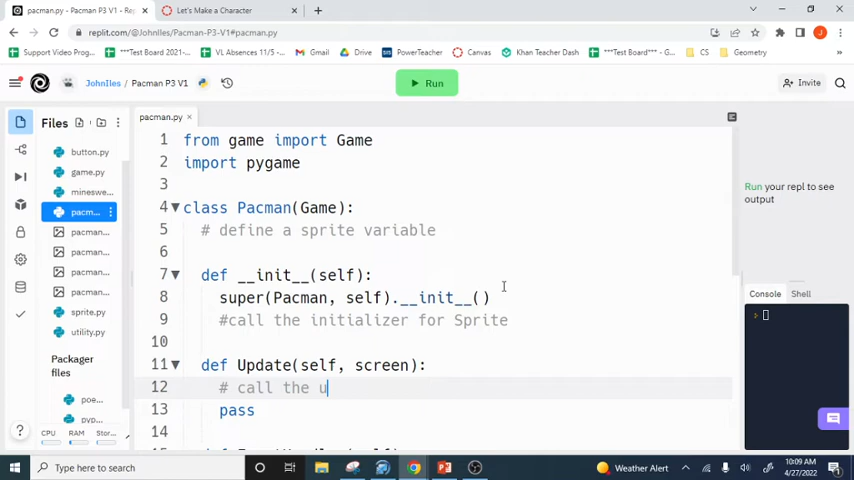 pacman.py - Pacman P3 V1 - Repl
Let's Make a Character
replit.com/@JohnIles/Pacman-P3-V1#pacman.py
Support Video Prog...
***Test Board 2021-...
VL Absences 11/5 -...
Gmail
Drive
PowerTeacher
Canvas
Khan Teacher Dash
***Test Board 2022-...
CS
Geometry
JohnIles / Pacman P3 V1
Run
Invite
Files
pacman.py
button.py
game.py
minesw...
pacm...
pacman...
pacman...
pacman...
pacman...
sprite.py
utility.py
Packager
files
poe...
CPU RAM Stor...
1 from game import Game
2 import pygame
3
4 class Pacman(Game):
5 # define a sprite variable
6
7 def __init__(self):
8 super(Pacman, self).__init__()
9 #call the initializer for Sprite
10
11 def Update(self, screen):
12 # call the u
13 pass
14
Run your repl to see
output
Console Shell
Type here to search
Weather Alert
10:09 AM
4/27/2022